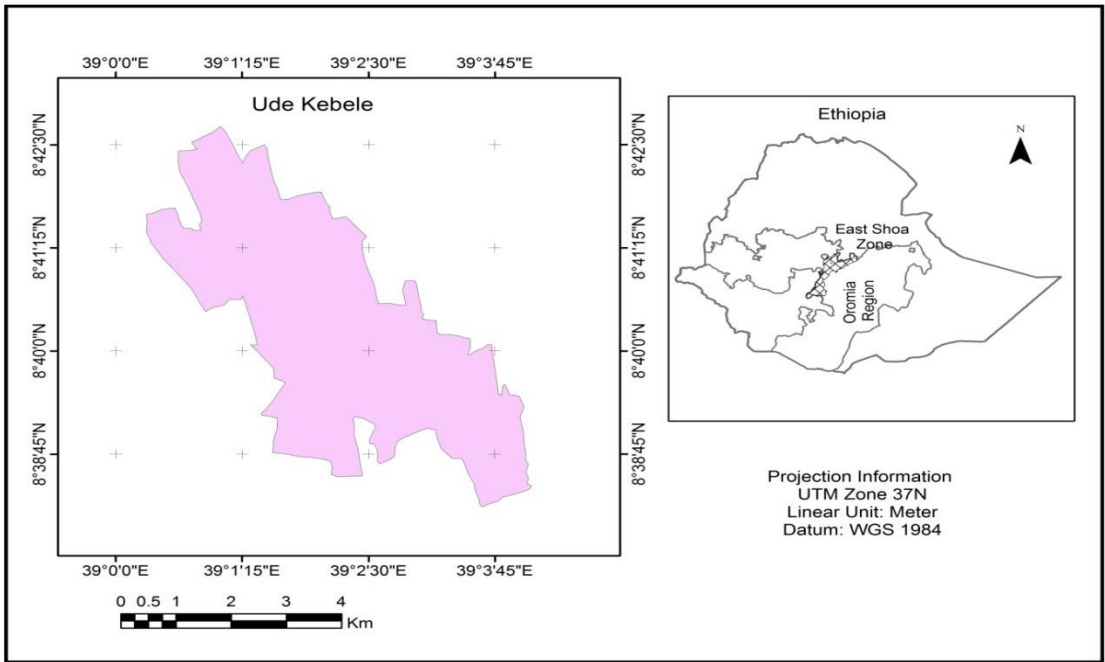 39°0'0"E 39°1'15"E 39°2'30"E 39°3'45"E
Ude Kebele
8°42'30"N
8°41'15"N
8°40'0"N
8°38'45"N
8°42'30"N
8°41'15"N
8°40'0"N
8°38'45"N
39°0'0"E 39°1'15"E 39°2'30"E 39°3'45"E
0 0.5 1 2 3 4
Km
Ethiopia
N
East Shoa
Zone
Oromia
Region
Projection Information
UTM Zone 37N
Linear Unit: Meter
Datum: WGS 1984